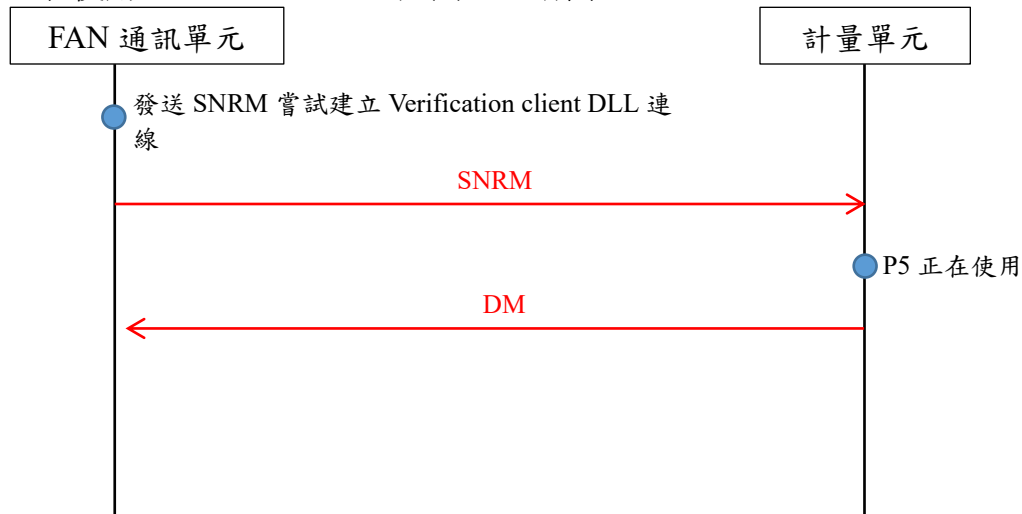 FAN 通訊單元
計量單元
發送 SNRM 嘗試建立 Verification client DLL 連
線
SNRM
P5 正在使用
DM